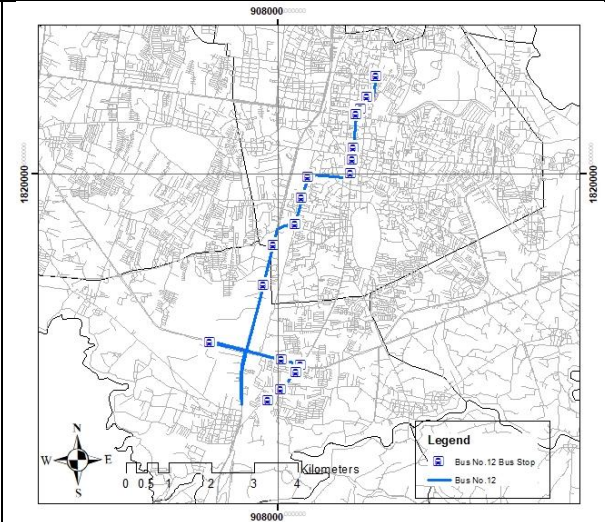 908000
1820000
1820000
Legend
Bus No.12 Bus Stop
Bus No.12
N
W E
S
Kilometers
0 0.5 1 2 3 4
908000